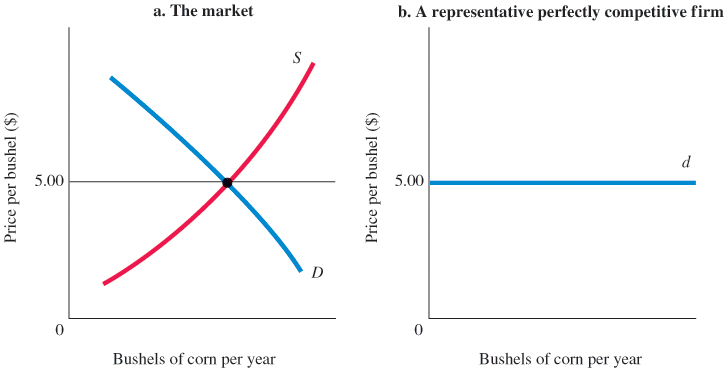 a. The market
S
Price per bushel ($)
5.00
D
0
Bushels of corn per year
b. A representative perfectly competitive firm
d
Price per bushel ($)
5.00
0
Bushels of corn per year